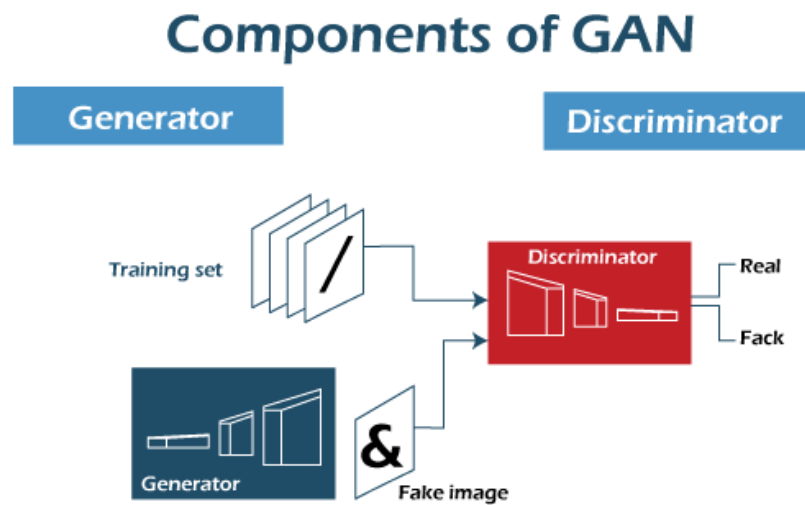 Components of GAN
Generator
Discriminator
Training set
/
Discriminator
Real
Fack
&
Generator
Fake image